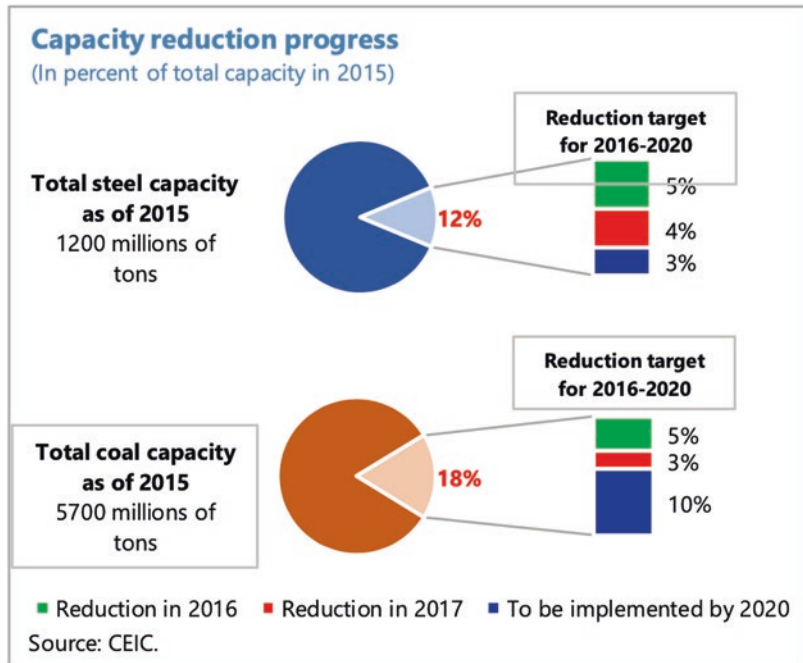 Capacity reduction progress
(In percent of total capacity in 2015)
Reduction target
for 2016-2020
Total steel capacity
as of 2015
1200 millions of
tons
12%
5%
4%
3%
Reduction target
for 2016-2020
Total coal capacity
as of 2015
5700 millions of
tons
18%
5%
3%
10%
Reduction in 2016
Reduction in 2017
To be implemented by 2020
Source: CEIC.